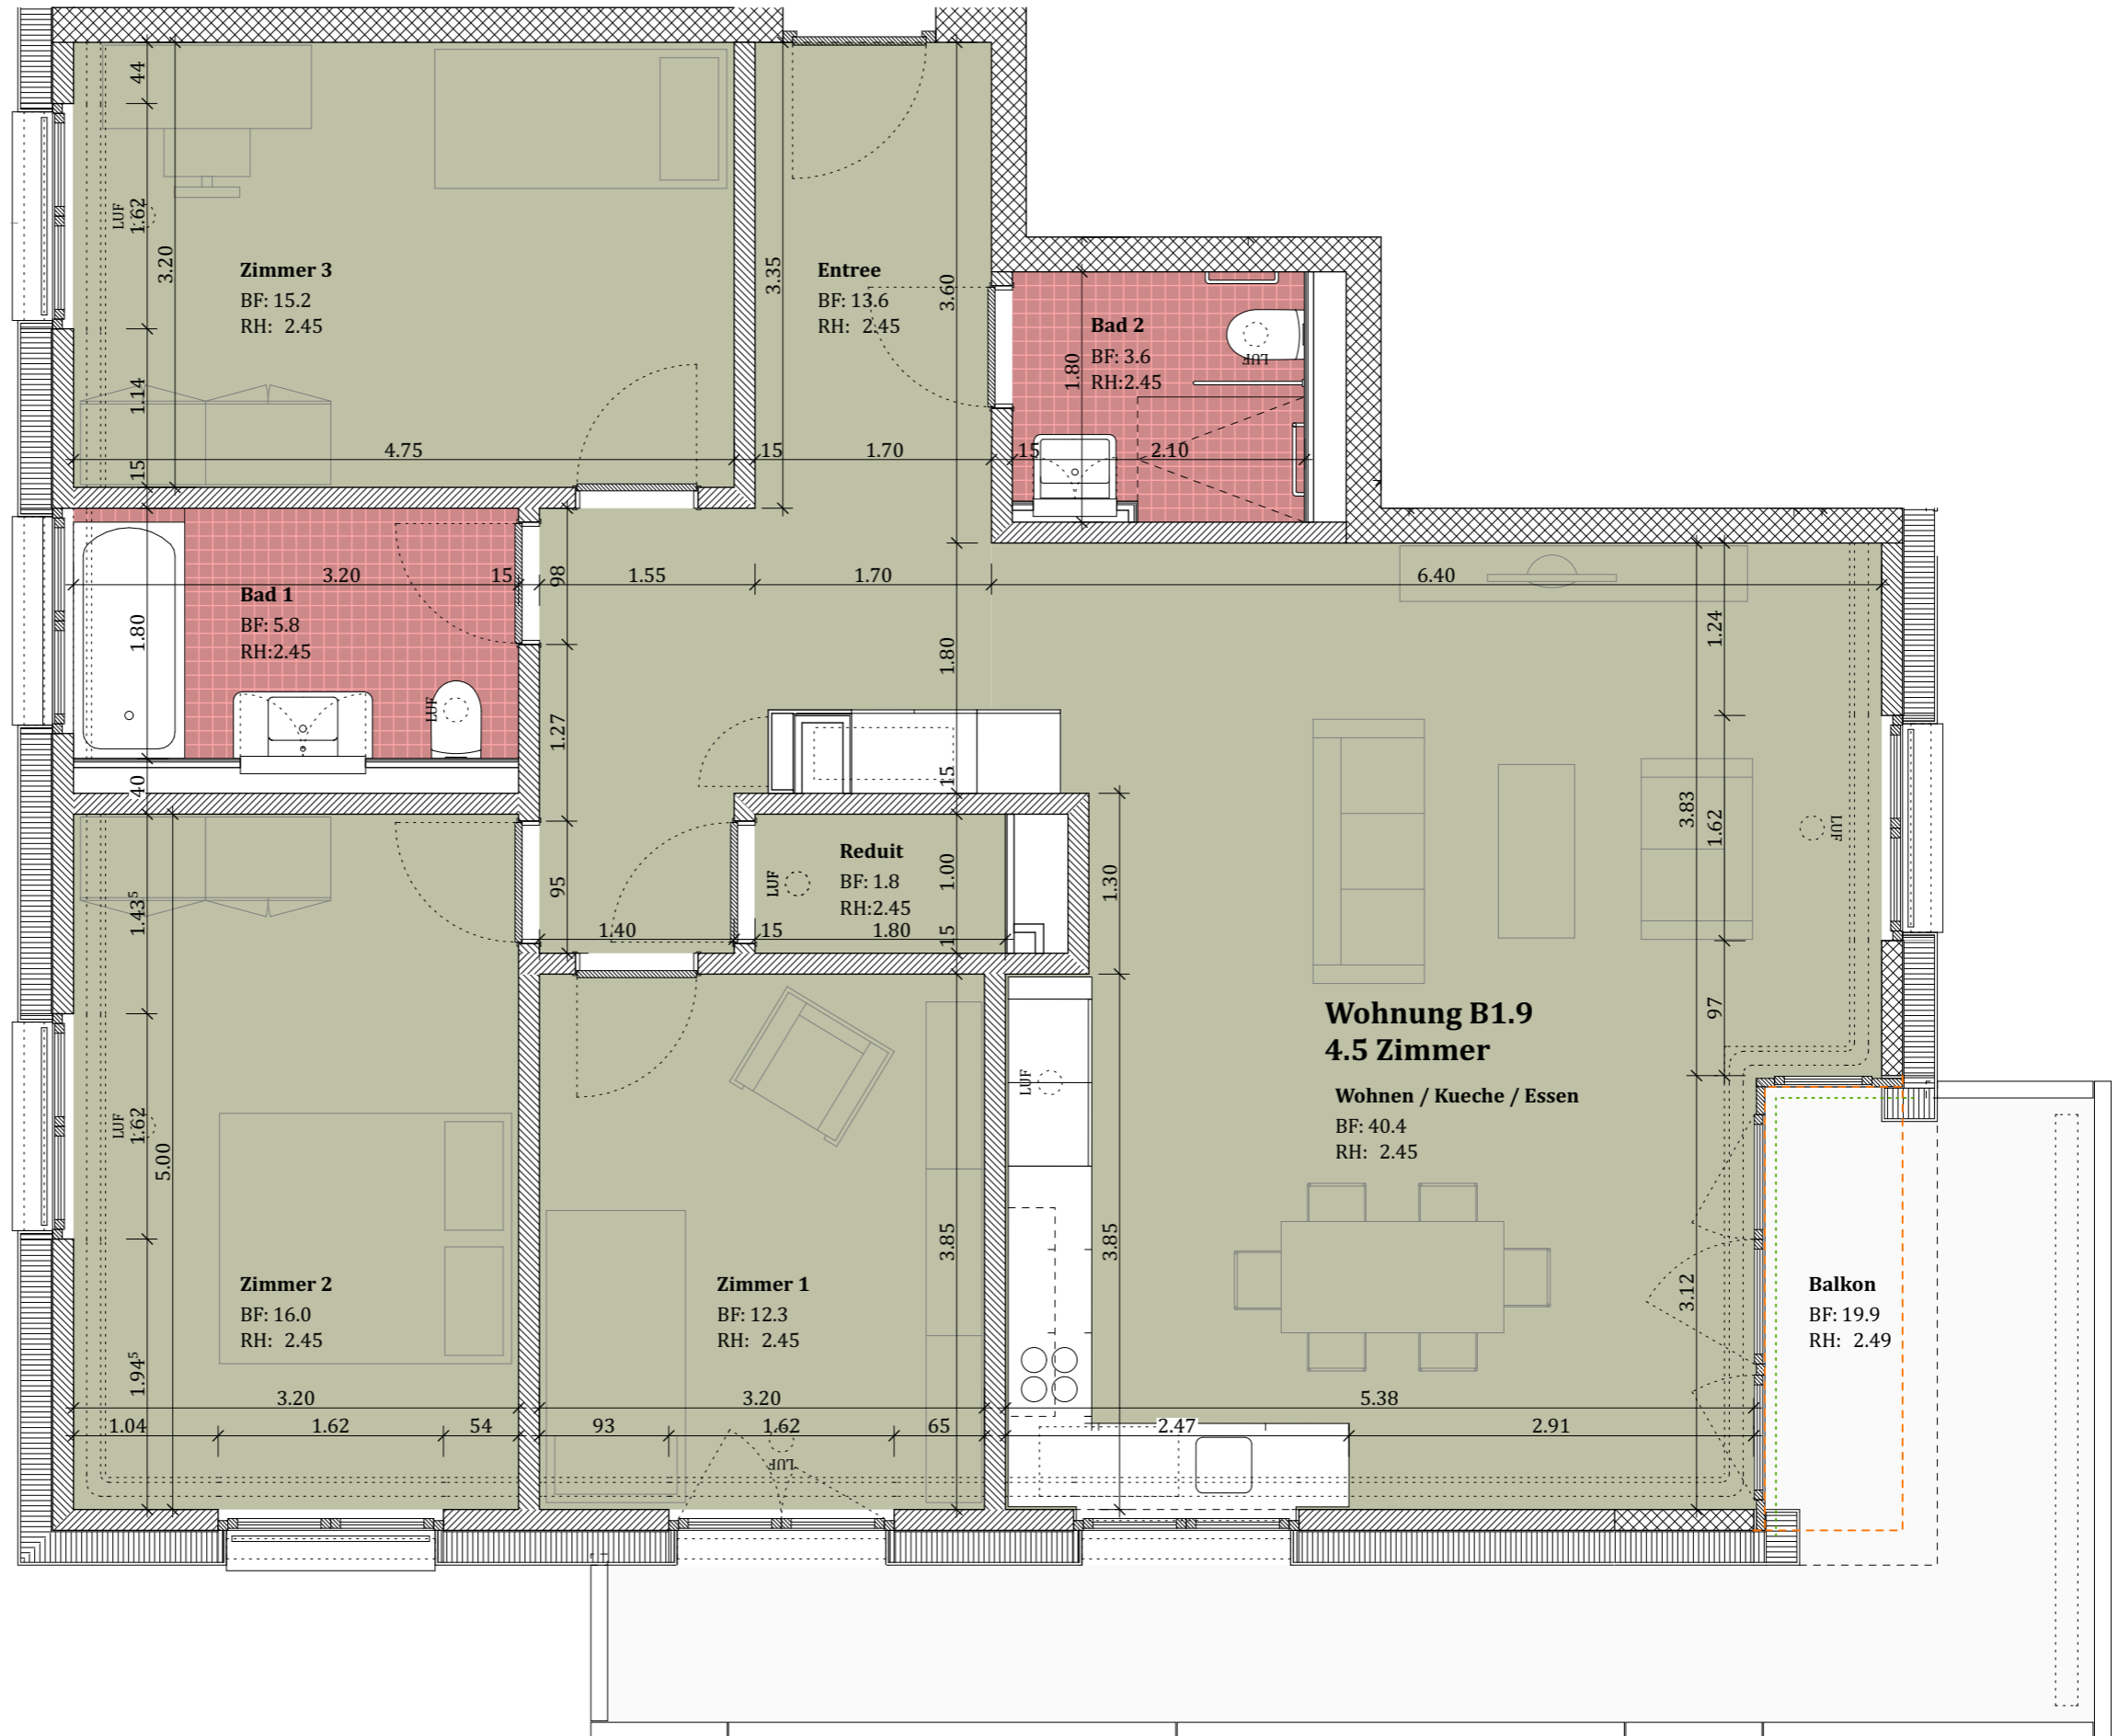 44
1.62
LUF
3.20
1.14
15
Zimmer 3
BF: 15.2
RH: 2.45
4.75
15
1.70
3.35
Entree
BF: 13.6
RH: 2.45
3.60
Bad 2
BF: 3.6
RH:2.45
LUF
1.80
15
2.10
3.20
15
1.55
1.70
6.40
Bad 1
BF: 5.8
RH:2.45
1.80
LUF
40
98
1.27
95
1.80
15
Reduit
BF: 1.8
RH:2.45
LUF
1.00
15
1.40
15
1.80
1.30
1.24
3.83
1.62
LUF
97
Wohnung B1.9
4.5 Zimmer
Wohnen / Kueche / Essen
BF: 40.4
RH: 2.45
1.43⁵
LUF
1.62
5.00
1.94⁵
Zimmer 2
BF: 16.0
RH: 2.45
3.20
1.04
1.62
54
Zimmer 1
BF: 12.3
RH: 2.45
3.85
3.20
93
1.62
65
LUF
LUF
3.85
5.38
2.47
2.91
3.12
Balkon
BF: 19.9
RH: 2.49